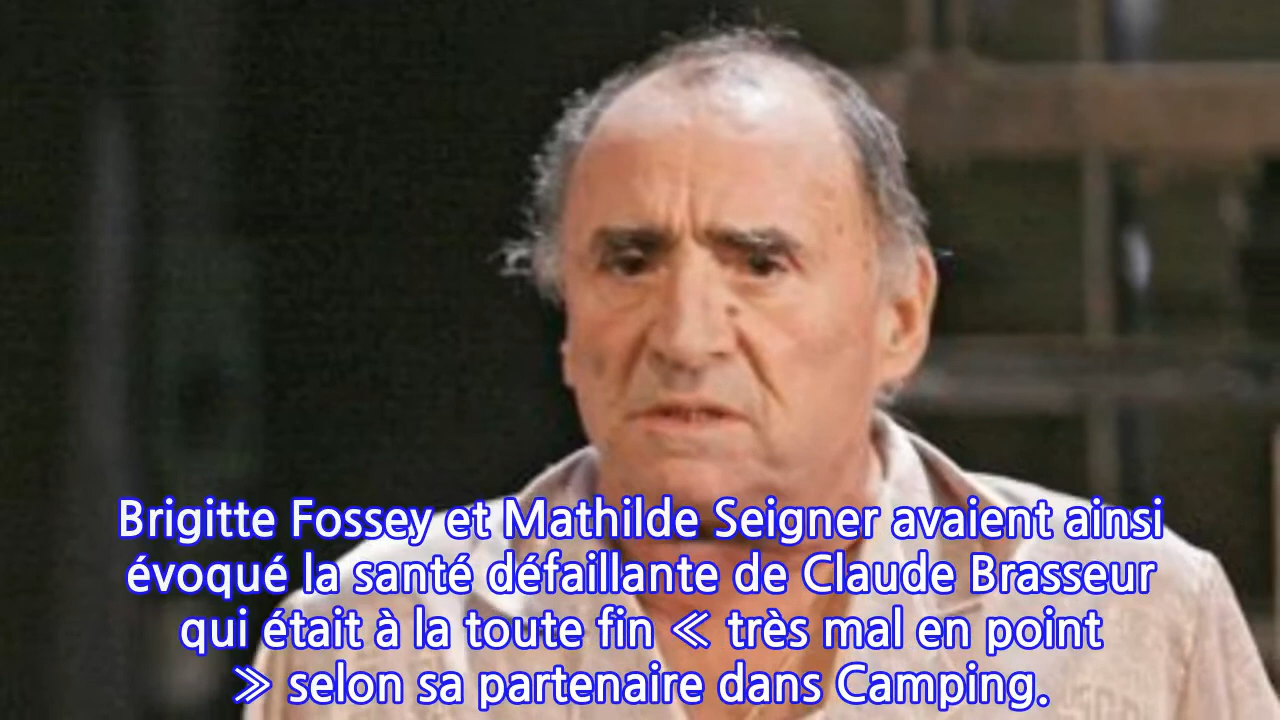 Brigitte Fossey et Mathilde Seigner avaient ainsi
évoqué la santé défaillante de Claude Brasseur
qui était à la toute fin ≪ très mal en point
≫ selon sa partenaire dans Camping.